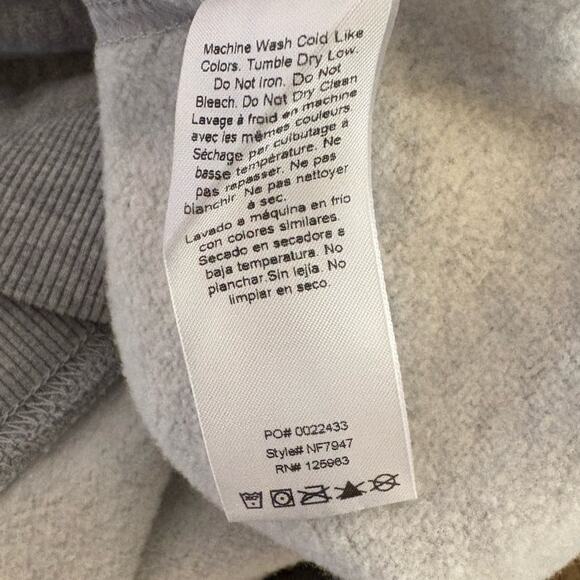 Machine Wash Cold Like
Colors. Tumble Dry Low.
Do Not Iron. Do Not
Bleach. Do Not Dry Clean
Lavage à froid en machine
avec les mêmes couleurs.
Séchage par culbutage à
basse température. Ne
pas repasser. Ne pas
blanchir Ne pas nettoyer
à sec.
Lavado a máquina en frío
con colores similares.
Secado en secadora a
baja temperatura. No
planchar.Sin lejía. No
limpiar en seco.
PO# 0022433
Style# NF7947
RN# 125963